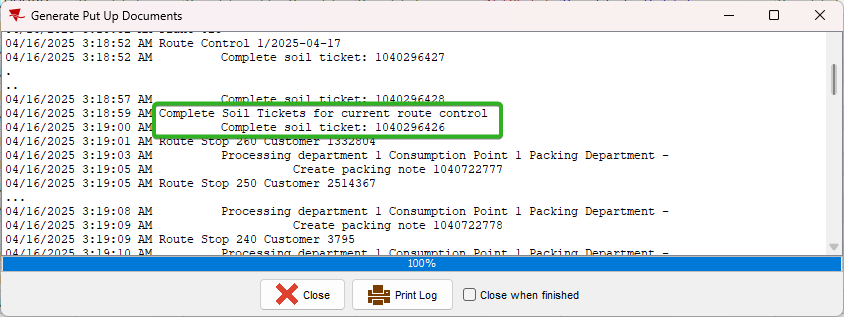 Generate Put Up Documents
04/16/2025 3:18:52 AM Route Control 1/2025-04-17
04/16/2025 3:18:52 AM Complete soil ticket: 1040296427
.
..
04/16/2025 3:18:57 AM Complete soil ticket: 1040296428
04/16/2025 3:18:59 AM Complete Soil Tickets for current route control
04/16/2025 3:19:00 AM Complete soil ticket: 1040296426
04/16/2025 3:19:01 AM Route Stop 260 Customer 1332804
04/16/2025 3:19:03 AM Processing department 1 Consumption Point 1 Packing Department -
04/16/2025 3:19:05 AM Create packing note 1040722777
04/16/2025 3:19:05 AM Route Stop 250 Customer 2514367
...
04/16/2025 3:19:08 AM Processing department 1 Consumption Point 1 Packing Department -
04/16/2025 3:19:09 AM Create packing note 1040722778
04/16/2025 3:19:09 AM Route Stop 240 Customer 3795
04/16/2025 3:19:10 AM Processing department 1 Consumption Point 1 Packing Department -
100%
Close
Print Log
Close when finished